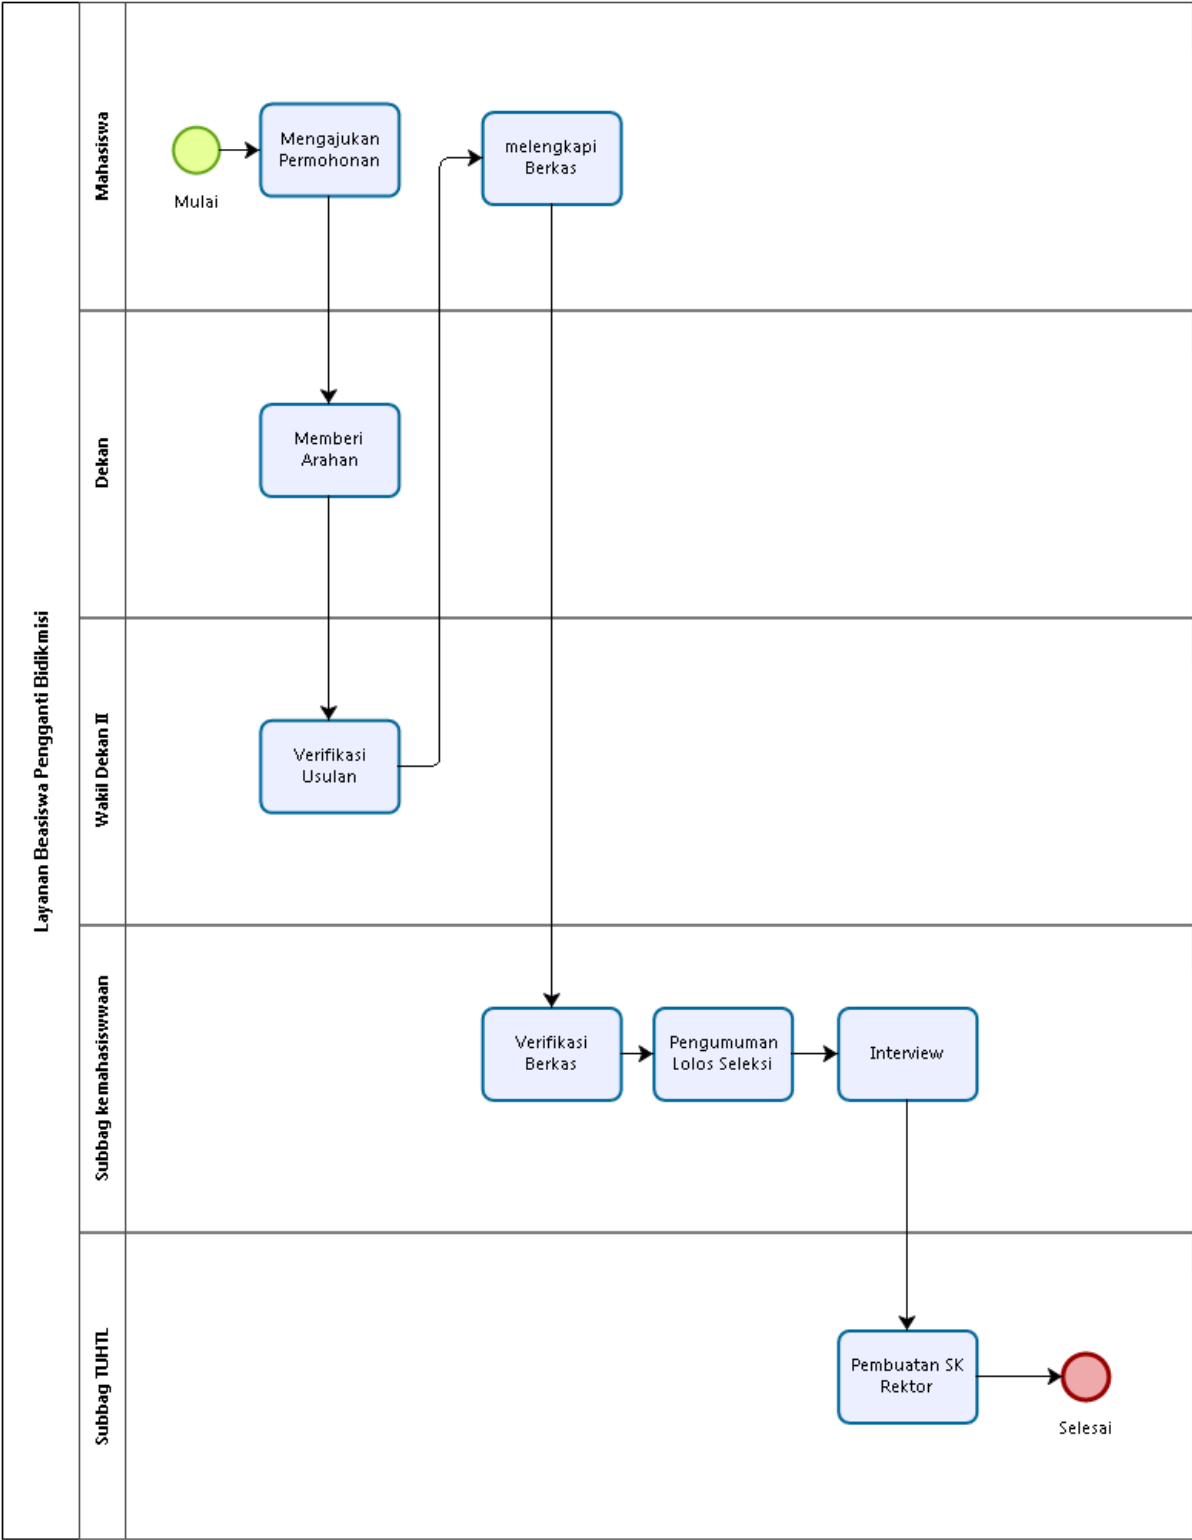 Layanan Beasiswa Pengganti Bidikmisi
Mahasiswa
Mulai
Mengajukan
Permohonan
melengkapi
Berkas
Dekan
Memberi
Arahan
Wakil Dekan II
Verifikasi
Usulan
Subbag kemahasiswwaan
Verifikasi
Berkas
Pengumuman
Lolos Seleksi
Interview
Subbag TUHTL
Pembuatan SK
Rektor
Selesai